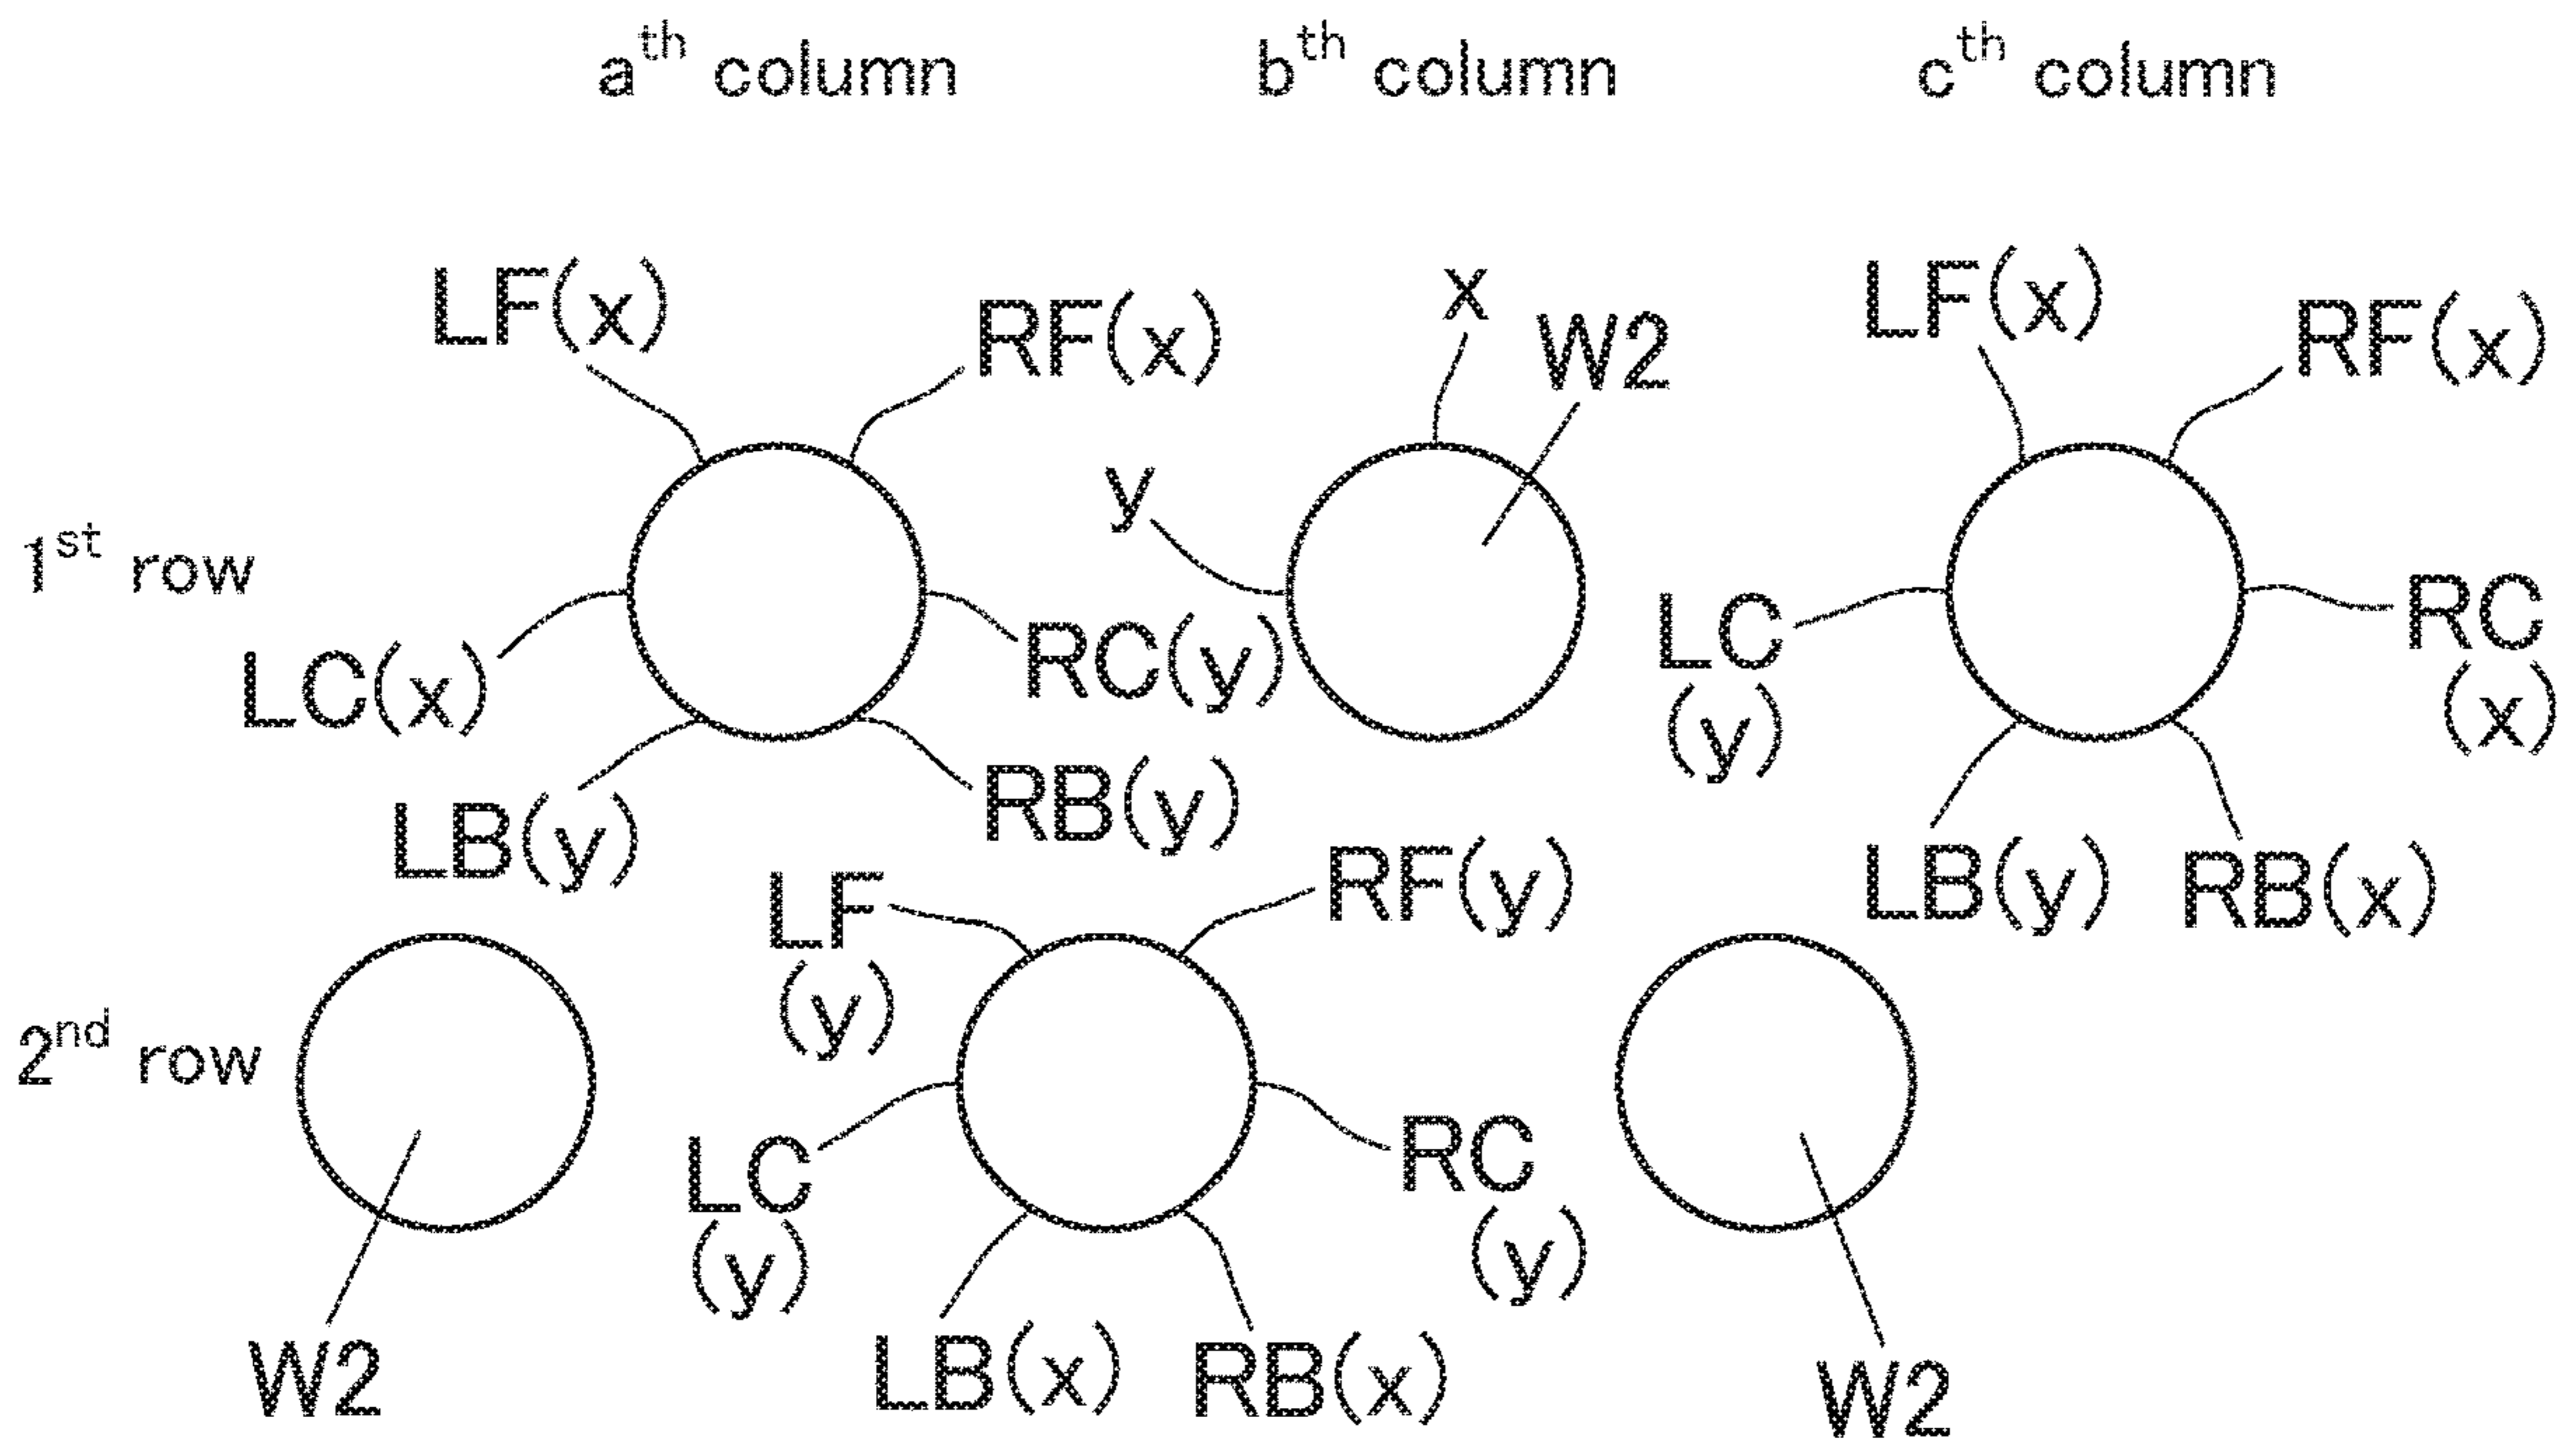 a^th column b^th column c^th column
LF(x) RF(x) x W2 LF(x) RF(x)
y
1^st row
LC(x) RC(y) LC
(y) RC
(x)
LB(y) RB(y) LB(y) RB(x)
LF
(y) RF(y)
2^nd row
LC
(y) RC
(y)
W2 LB(x) RB(x) W2